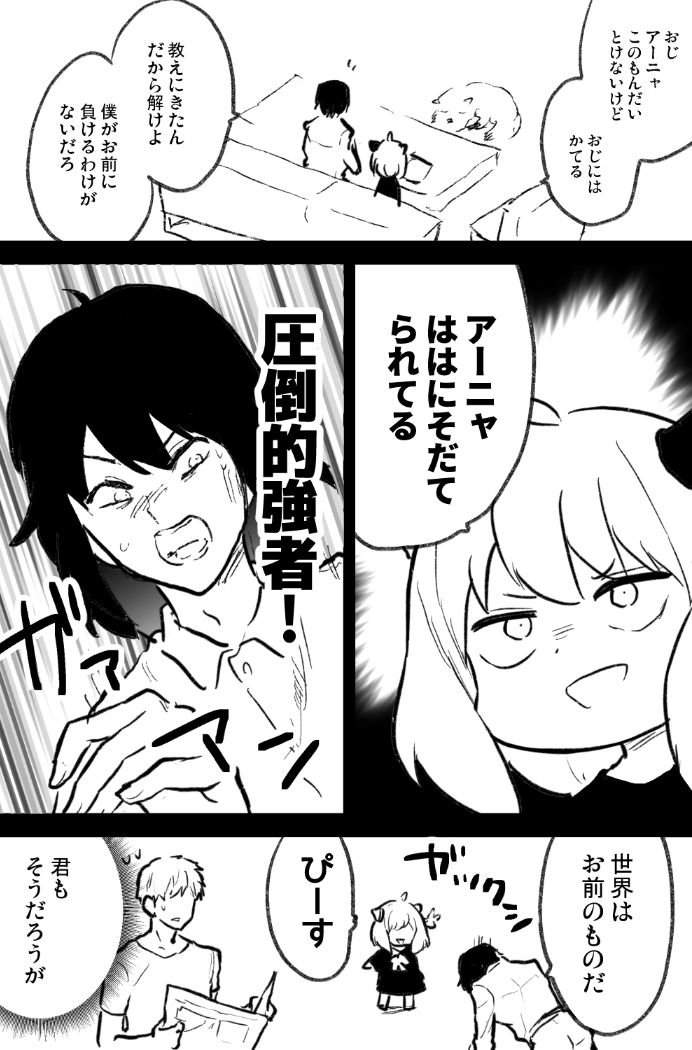 おじ
アーニャ
このもんだい
とけないけど
おじには
かてる
教えにきたん
だから解けよ
僕がお前に
負けるわけが
ないだろ
アーニャ
ははにそだて
られてる
圧倒的強者！
ガァァァン
世界は
お前のものだ
ガックシ
ぴーす
君も
そうだろうが